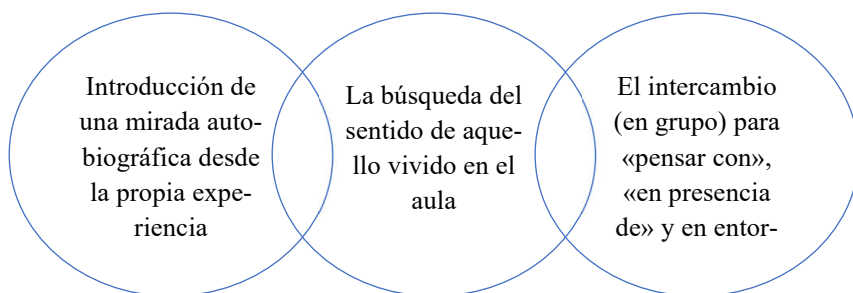 Introducción de
una mirada auto-
biográfica desde
la propia expe-
riencia
La búsqueda del
sentido de aque-
llo vivido en el
aula
El intercambio
(en grupo) para
«pensar con»,
«en presencia
de» y en entor-